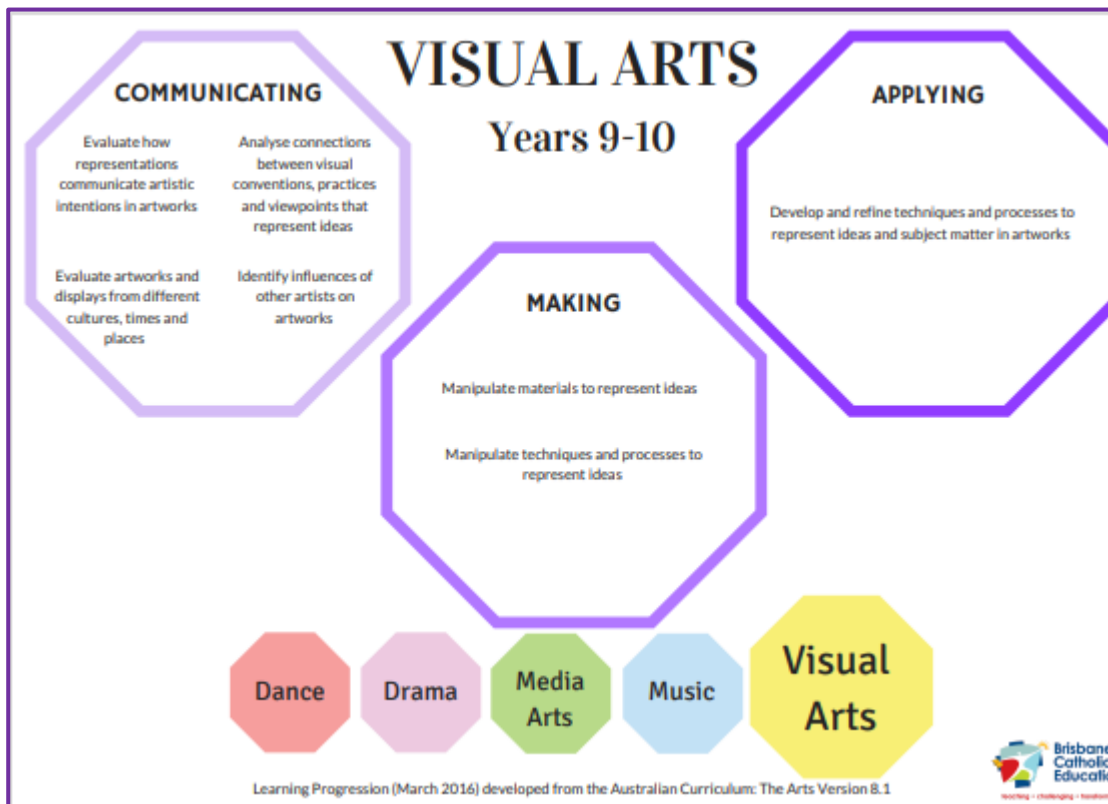 VISUAL ARTS
Years 9-10
COMMUNICATING
Evaluate how
representations
communicate artistic
intentions in artworks
Analyse connections
between visual
conventions, practices
and viewpoints that
represent ideas
Evaluate artworks and
displays from different
cultures, times and
places
Identify influences of
other artists on
artworks
APPLYING
Develop and refine techniques and processes to
represent ideas and subject matter in artworks
MAKING
Manipulate materials to represent ideas
Manipulate techniques and processes to
represent ideas
Dance
Drama
Media
Arts
Music
Visual
Arts
Brisbane
Catholic
Educatio
teaching • challenging •
Learning Progression (March 2016) developed from the Australian Curriculum: The Arts Version 8.1